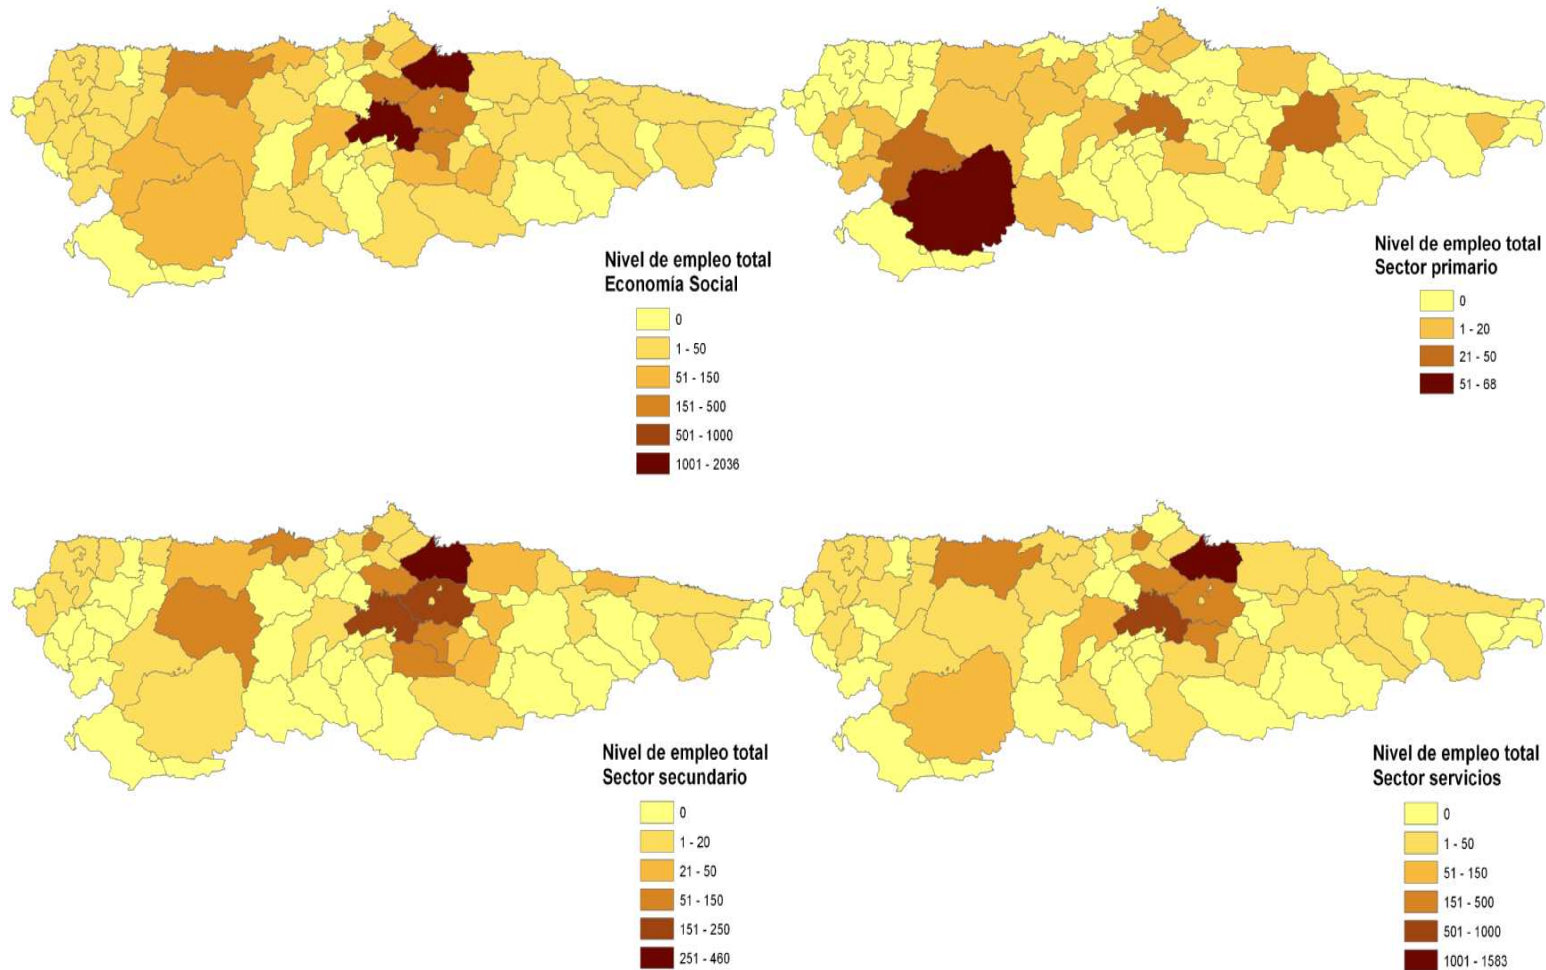 Nivel de empleo total
Economía Social
0
1 - 50
51 - 150
151 - 500
501 - 1000
1001 - 2036
Nivel de empleo total
Sector primario
0
1 - 20
21 - 50
51 - 68
Nivel de empleo total
Sector secundario
0
1 - 20
21 - 50
51 - 150
151 - 250
251 - 460
Nivel de empleo total
Sector servicios
0
1 - 50
51 - 150
151 - 500
501 - 1000
1001 - 1583